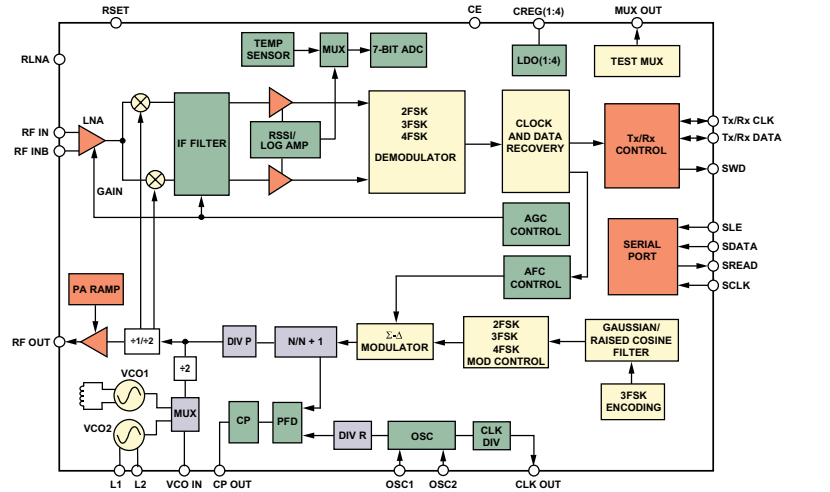 RSET
CE
CREG(1:4)
MUX OUT
RLNA
TEMP
SENSOR
MUX
7-BIT ADC
LDO(1:4)
TEST MUX
RF IN
RF INB
LNA
GAIN
IF FILTER
RSSI/
LOG AMP
2FSK
3FSK
4FSK
DEMODULATOR
CLOCK
AND DATA
RECOVERY
Tx/Rx
CONTROL
Tx/Rx CLK
Tx/Rx DATA
SWD
AGC
CONTROL
AFC
CONTROL
SERIAL
PORT
SLE
SDATA
SREAD
SCLK
PA RAMP
RF OUT
÷1/÷2
DIV P
N/N + 1
Σ-Δ
MODULATOR
2FSK
3FSK
4FSK
MOD CONTROL
GAUSSIAN/
RAISED COSINE
FILTER
÷2
VCO1
VCO2
MUX
CP
PFD
DIV R
OSC
CLK
DIV
3FSK
ENCODING
L1
L2
VCO IN
CP OUT
OSC1
OSC2
CLK OUT